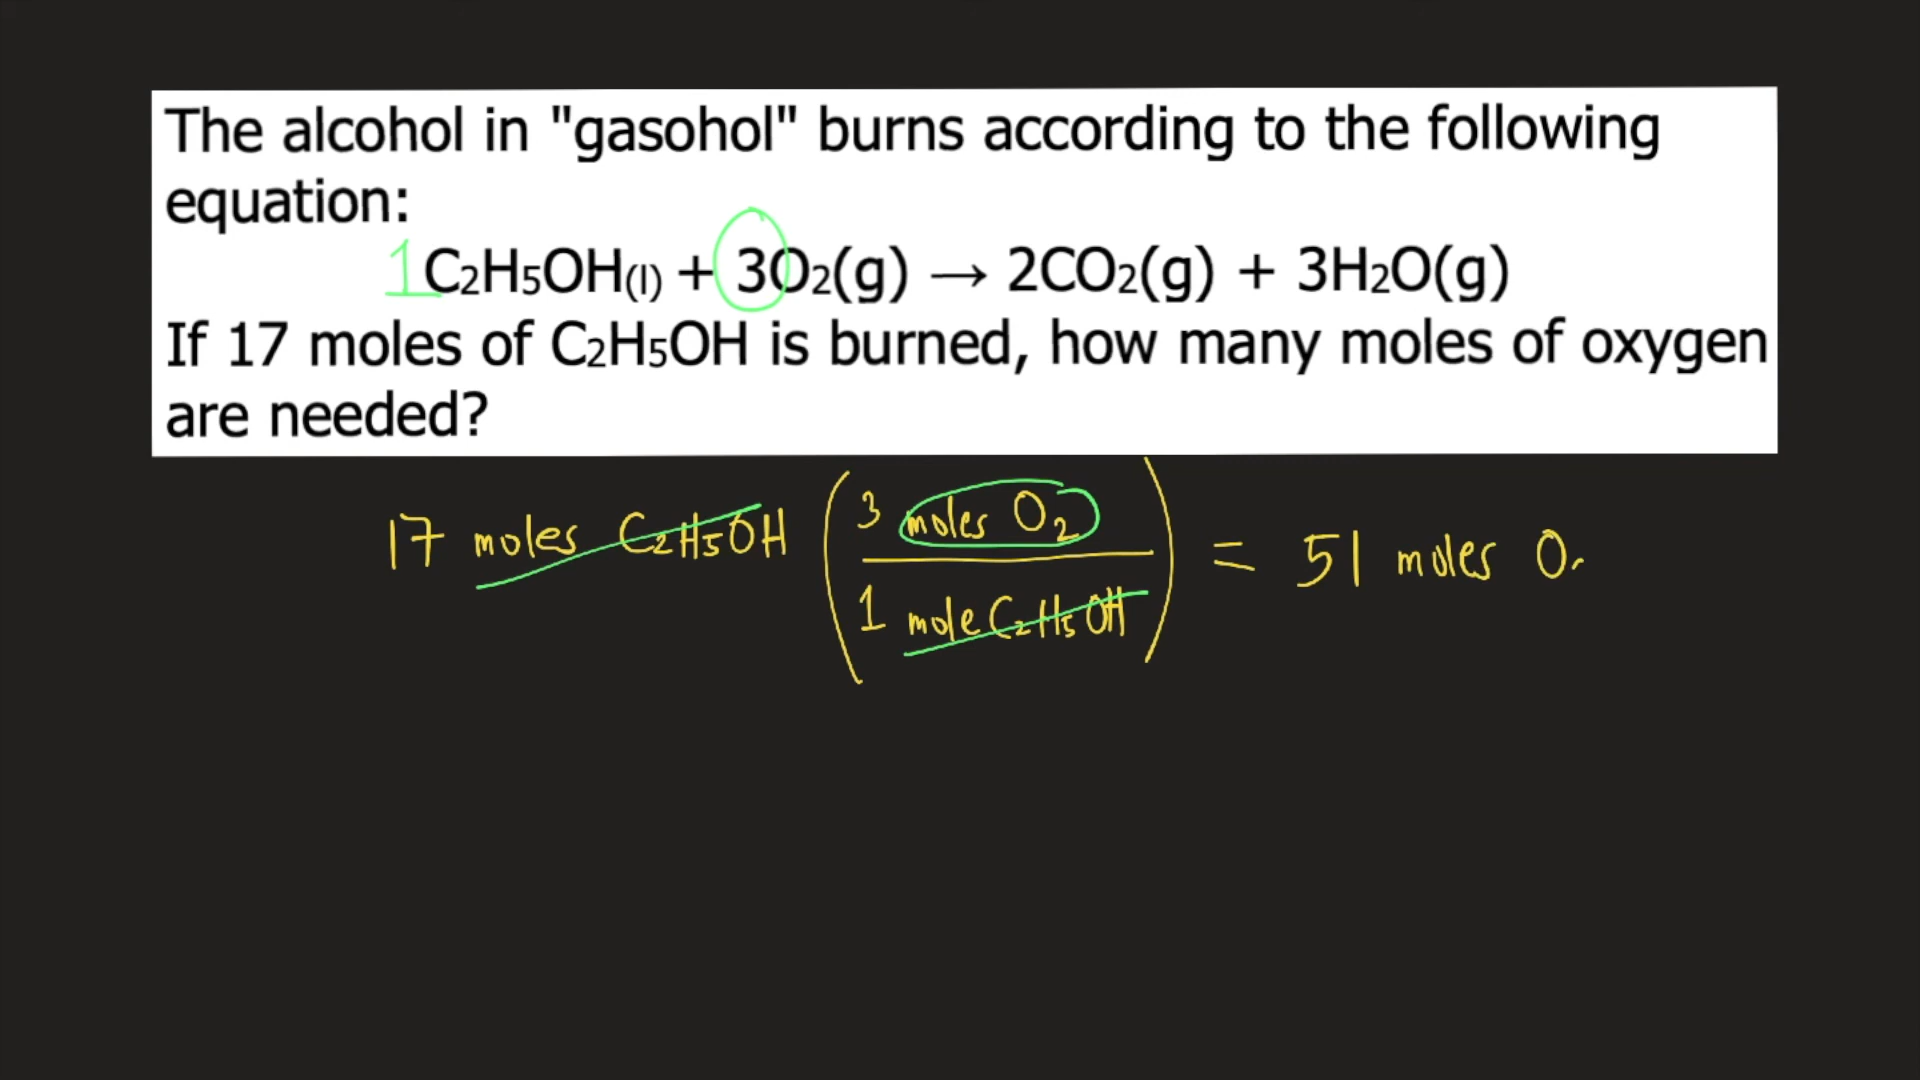 The alcohol in "gasohol" burns according to the following
equation:
1C₂H₅OH(l) + 3O₂(g) → 2CO₂(g) + 3H₂O(g)
If 17 moles of C₂H₅OH is burned, how many moles of oxygen
are needed?
17 moles C₂H₅OH ( 3 moles O₂ / 1 mole C₂H₅OH ) = 51 moles O